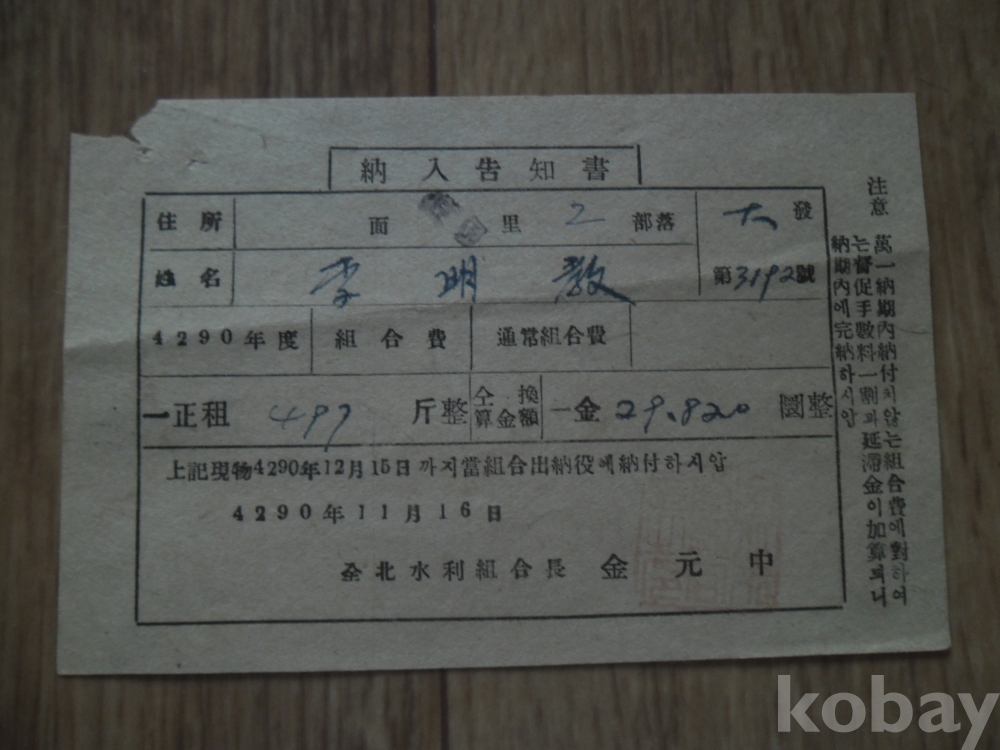 納入告知書
住所 面 里 2 部落 大 發
姓名 李明教 第3192號
4290年度 組合費 通常組合費
一正租 497 斤整 仝換算金額 一金 29.820 圜整
上記現物4290年12月15日까지當組合出納役에納付하시압
4290年11月16日
全北水利組合長 金元中
注意
萬一納期內納付치않는組合費에對하여
는督促手數料一割과延滯金이加算되니
納期內에完納하시압
kobay